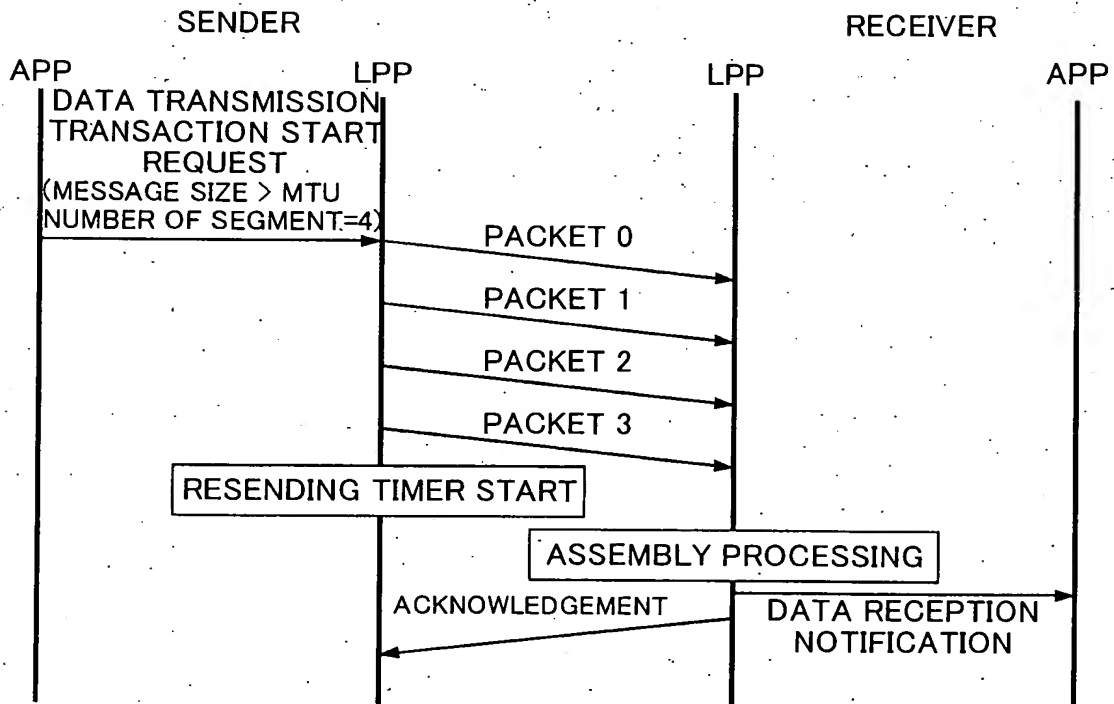 SENDER
RECEIVER
APP
LPP
LPP
APP
DATA TRANSMISSION
TRANSACTION START
REQUEST
(MESSAGE SIZE > MTU
NUMBER OF SEGMENT=4)
PACKET 0
PACKET 1
PACKET 2
PACKET 3
RESENDING TIMER START
ASSEMBLY PROCESSING
ACKNOWLEDGEMENT
DATA RECEPTION
NOTIFICATION